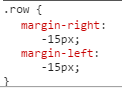 .row {
margin-right:
-15px;
margin-left:
-15px;
}